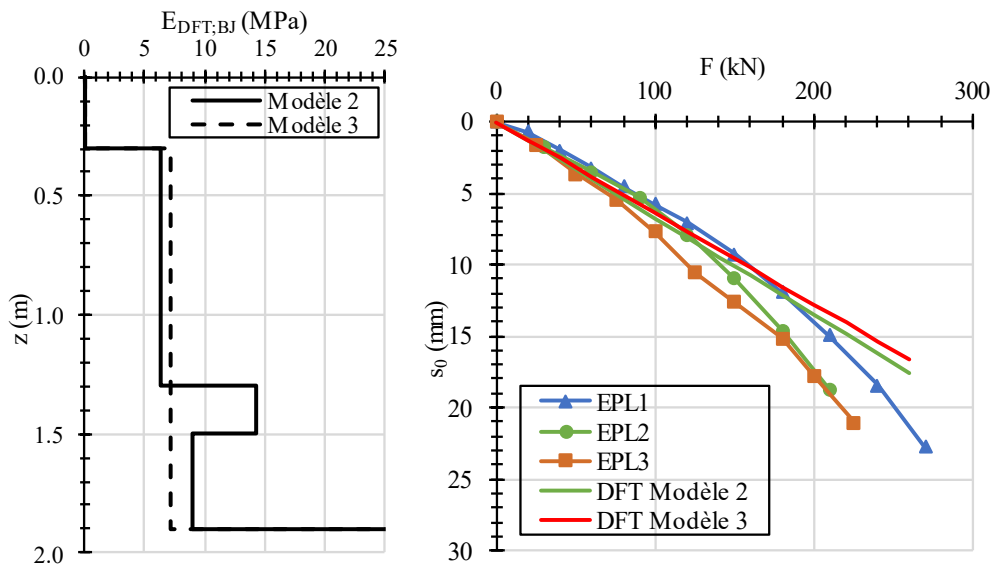 E_DFT;BJ (MPa)
0 5 10 15 20 25
0.0
0.5
1.0
1.5
2.0
z (m)
Modèle 2
Modèle 3
F (kN)
0 100 200 300
0
5
10
15
20
25
30
s₀ (mm)
EPL1
EPL2
EPL3
DFT Modèle 2
DFT Modèle 3